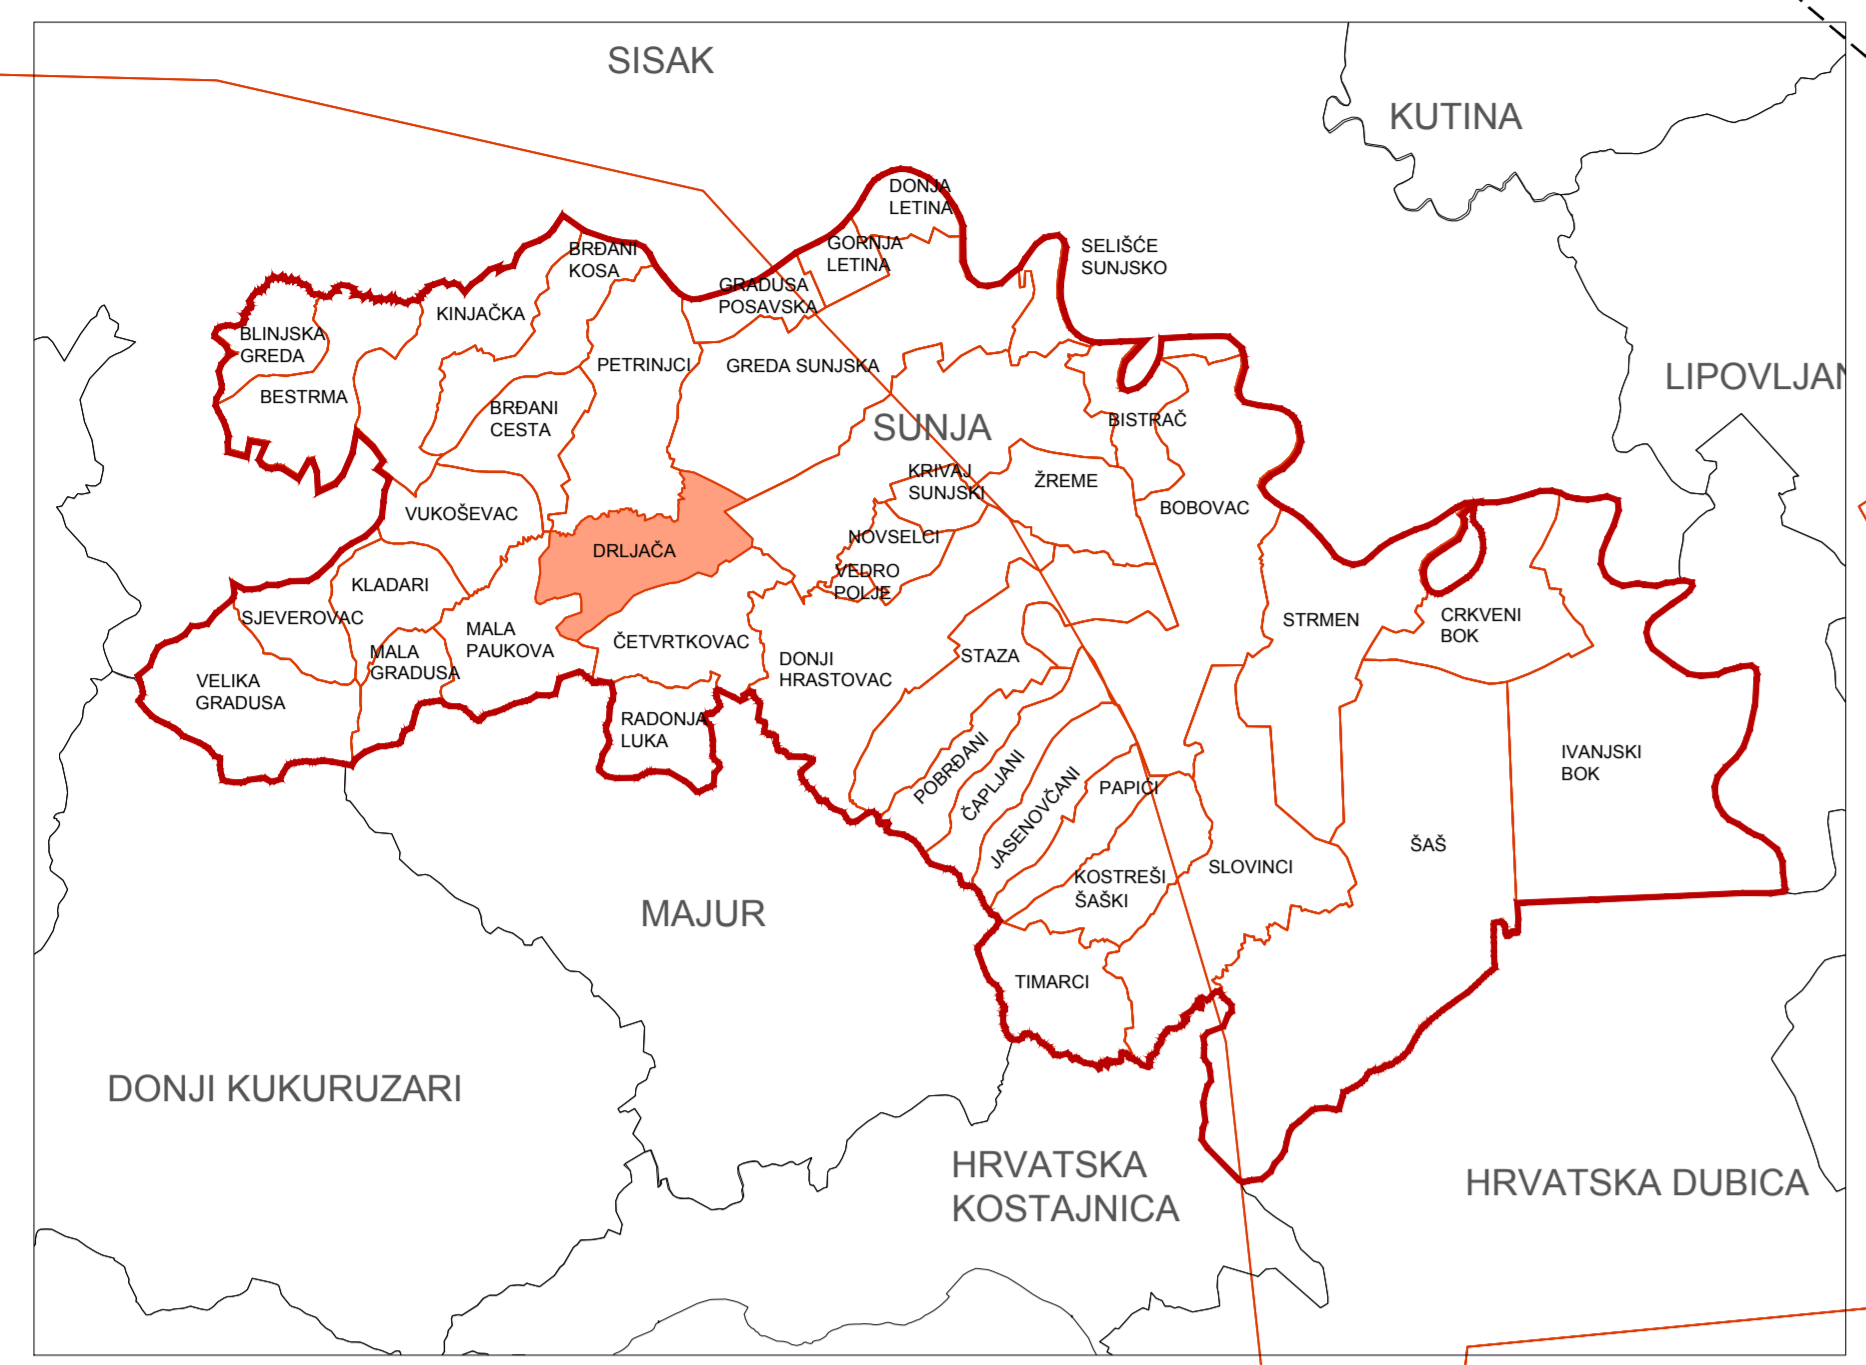 SISAK
KUTINA
DONJA
LETINA
GORNJA
LETINA
SELIŠĆE
SUNJSKO
BRĐANI
KOSA
GRADUSA
POSAVSKA
KINJAČKA
BLINJSKA
GREDA
PETRINJCI
GREDA SUNJSKA
LIPOVLJAN
BESTRMA
BRĐANI
CESTA
SUNJA
BISTRAČ
KRIVAJ
SUNJSKI
ŽREME
BOBOVAC
VUKOŠEVAC
NOVSELCI
DRLJAČA
VEDRO
POLJE
KLADARI
SJEVEROVAC
STRMEN
CRKVENI
BOK
MALA
PAUKOVA
ČETVRTKOVAC
MALA
GRADUSA
DONJI
HRASTOVAC
STAZA
VELIKA
GRADUSA
RADONJA
LUKA
IVANJSKI
BOK
POBRĐANI
ČAPLJANI
JASENOVČANI
PAPIĆI
ŠAŠ
SLOVINCI
KOSTREŠI
ŠAŠKI
MAJUR
TIMARCI
DONJI KUKURUZARI
HRVATSKA
KOSTAJNICA
HRVATSKA DUBICA